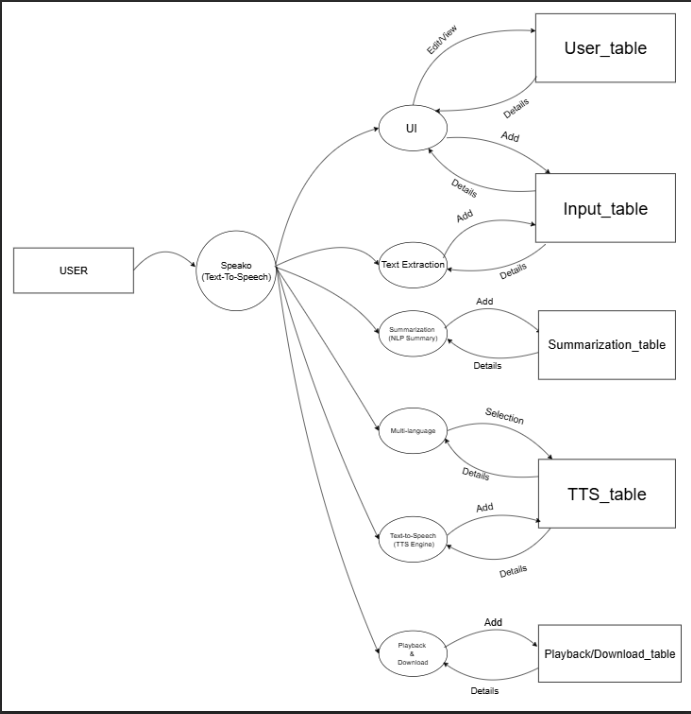 Edit/View
User_table
Details
UI
Add
Details
Input_table
Add
USER
Speako
(Text-To-Speech)
Text Extraction
Details
Add
Summarization
(NLP Summary)
Summarization_table
Details
Selection
Multi-language
Details
TTS_table
Add
Text-to-Speech
(TTS Engine)
Details
Add
Playback
&
Download
Playback/Download_table
Details